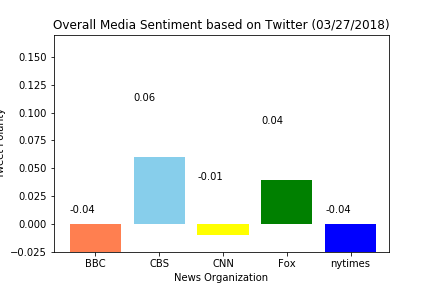 Overall Media Sentiment based on Twitter (03/27/2018)
0.150
0.125
0.100
0.075
0.050
0.025
0.000
−0.025
-0.04
0.06
-0.01
0.04
-0.04
BBC
CBS
CNN
Fox
nytimes
News Organization
Polarity